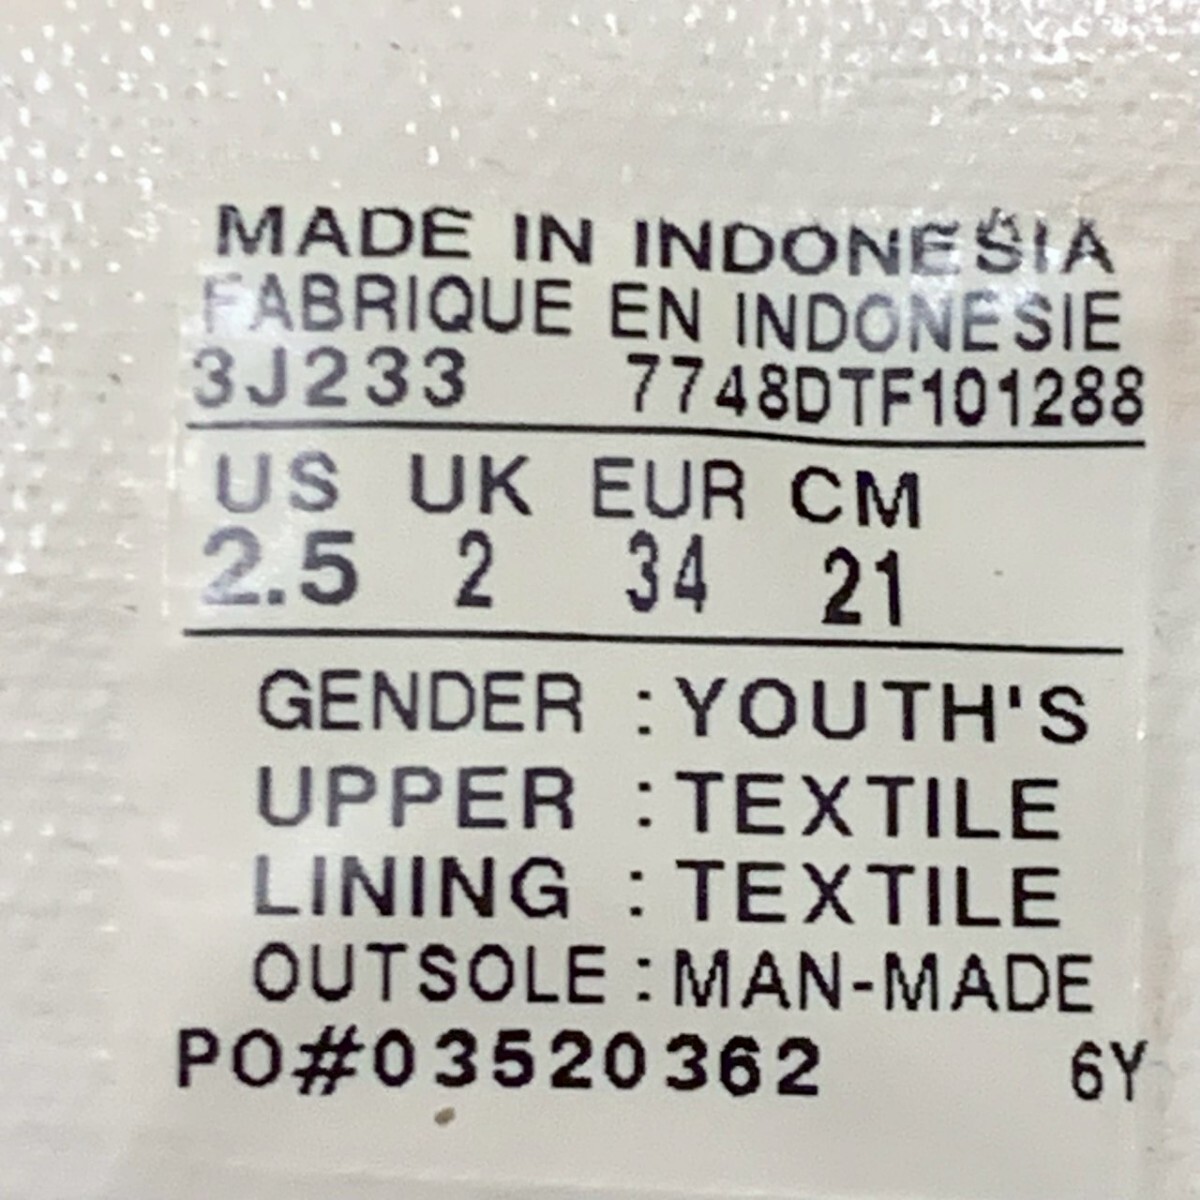 MADE IN INDONESIA
FABRIQUE EN INDONESIE
3J233 7748DTF101288
US UK EUR CM
2.5 2 34 21
GENDER : YOUTH'S
UPPER : TEXTILE
LINING : TEXTILE
OUTSOLE : MAN-MADE
PO#03520362 6Y